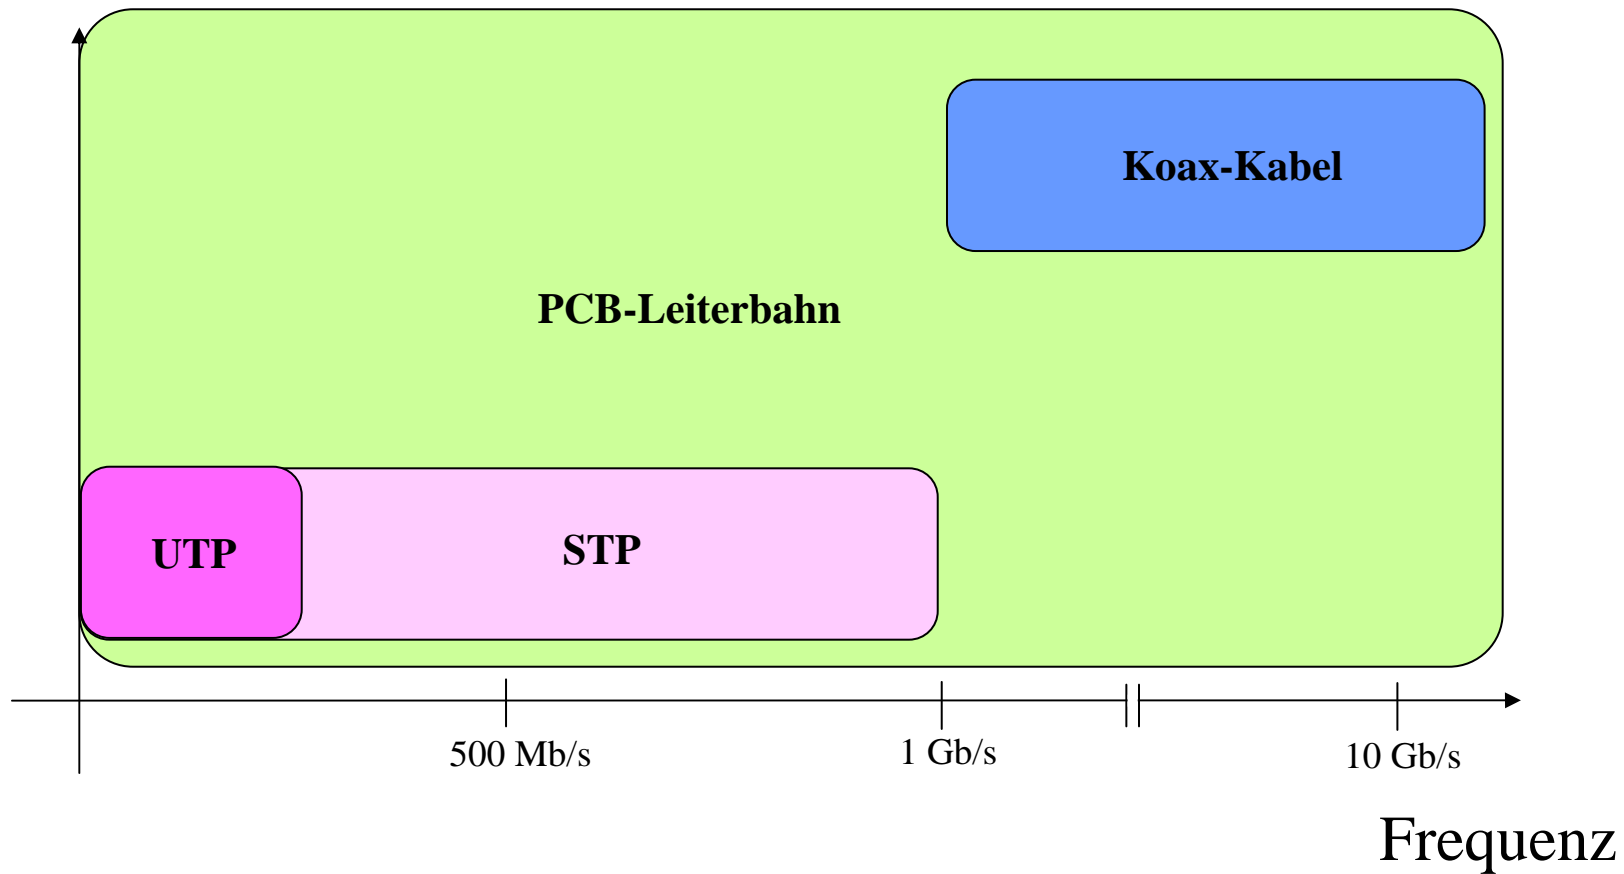 Koax-Kabel
PCB-Leiterbahn
UTP
STP
500 Mb/s
1 Gb/s
10 Gb/s
Frequenz